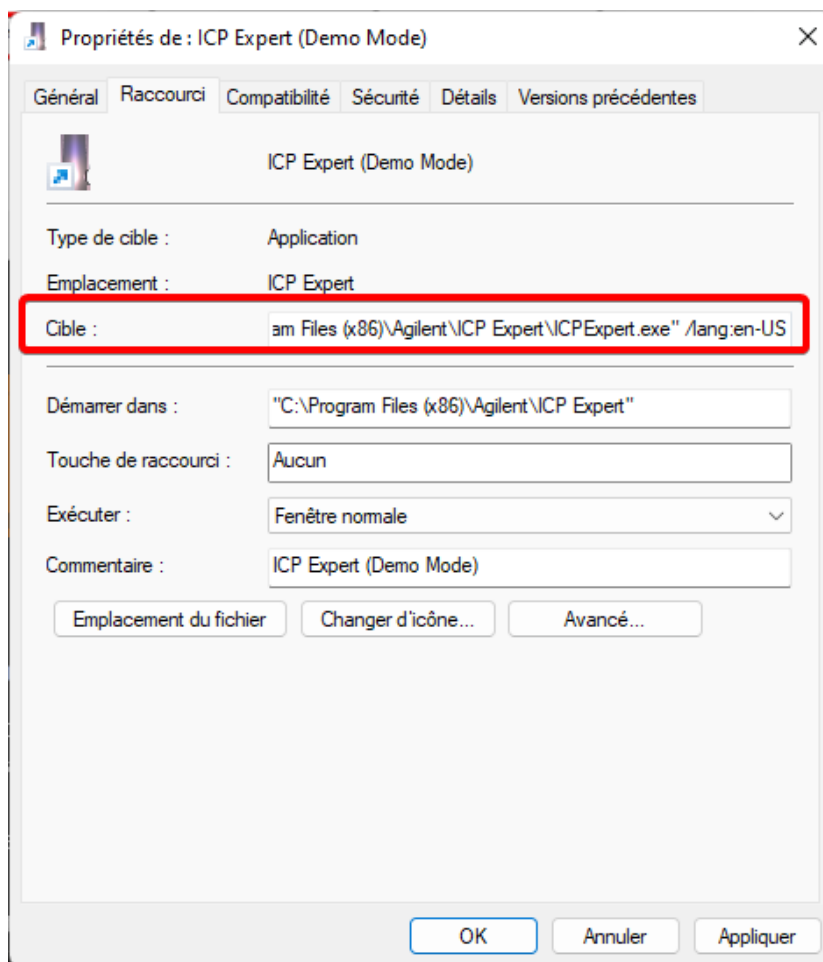 Propriétés de : ICP Expert (Demo Mode)
Général Raccourci Compatibilité Sécurité Détails Versions précédentes
ICP Expert (Demo Mode)
Type de cible : Application
Emplacement : ICP Expert
Cible : am Files (x86)\Agilent\ICP Expert\ICPExpert.exe" /lang:en-US
Démarrer dans : "C:\Program Files (x86)\Agilent\ICP Expert"
Touche de raccourci : Aucun
Exécuter : Fenêtre normale
Commentaire : ICP Expert (Demo Mode)
Emplacement du fichier Changer d'icône... Avancé...
OK Annuler Appliquer